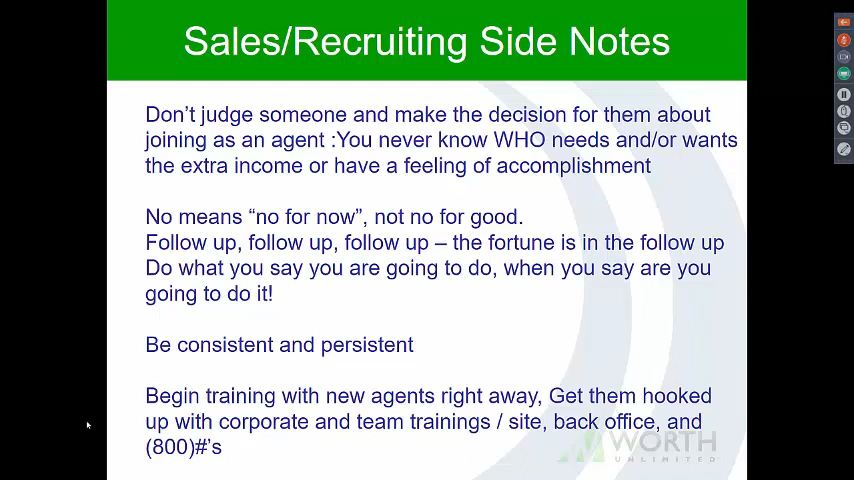 Sales/Recruiting Side Notes
Don't judge someone and make the decision for them about
joining as an agent :You never know WHO needs and/or wants
the extra income or have a feeling of accomplishment
No means “no for now”, not no for good.
Follow up, follow up, follow up – the fortune is in the follow up
Do what you say you are going to do, when you say are you
going to do it!
Be consistent and persistent
Begin training with new agents right away, Get them hooked
up with corporate and team trainings / site, back office, and
(800)#'s
WORTH
UNLIMITED